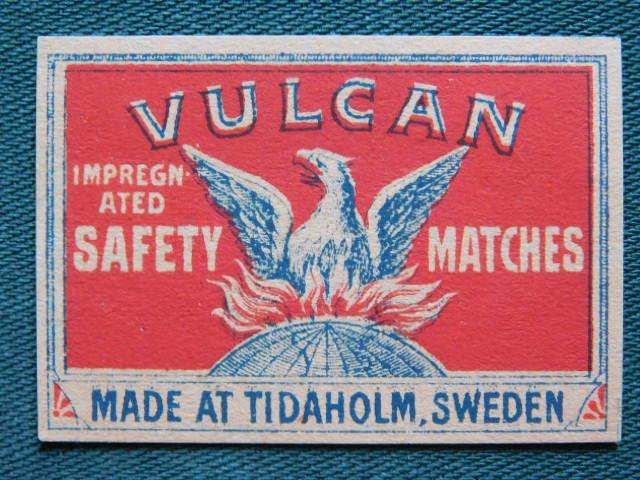 VULCAN
IMPREGN-
ATED
SAFETY MATCHES
MADE AT TIDAHOLM, SWEDEN